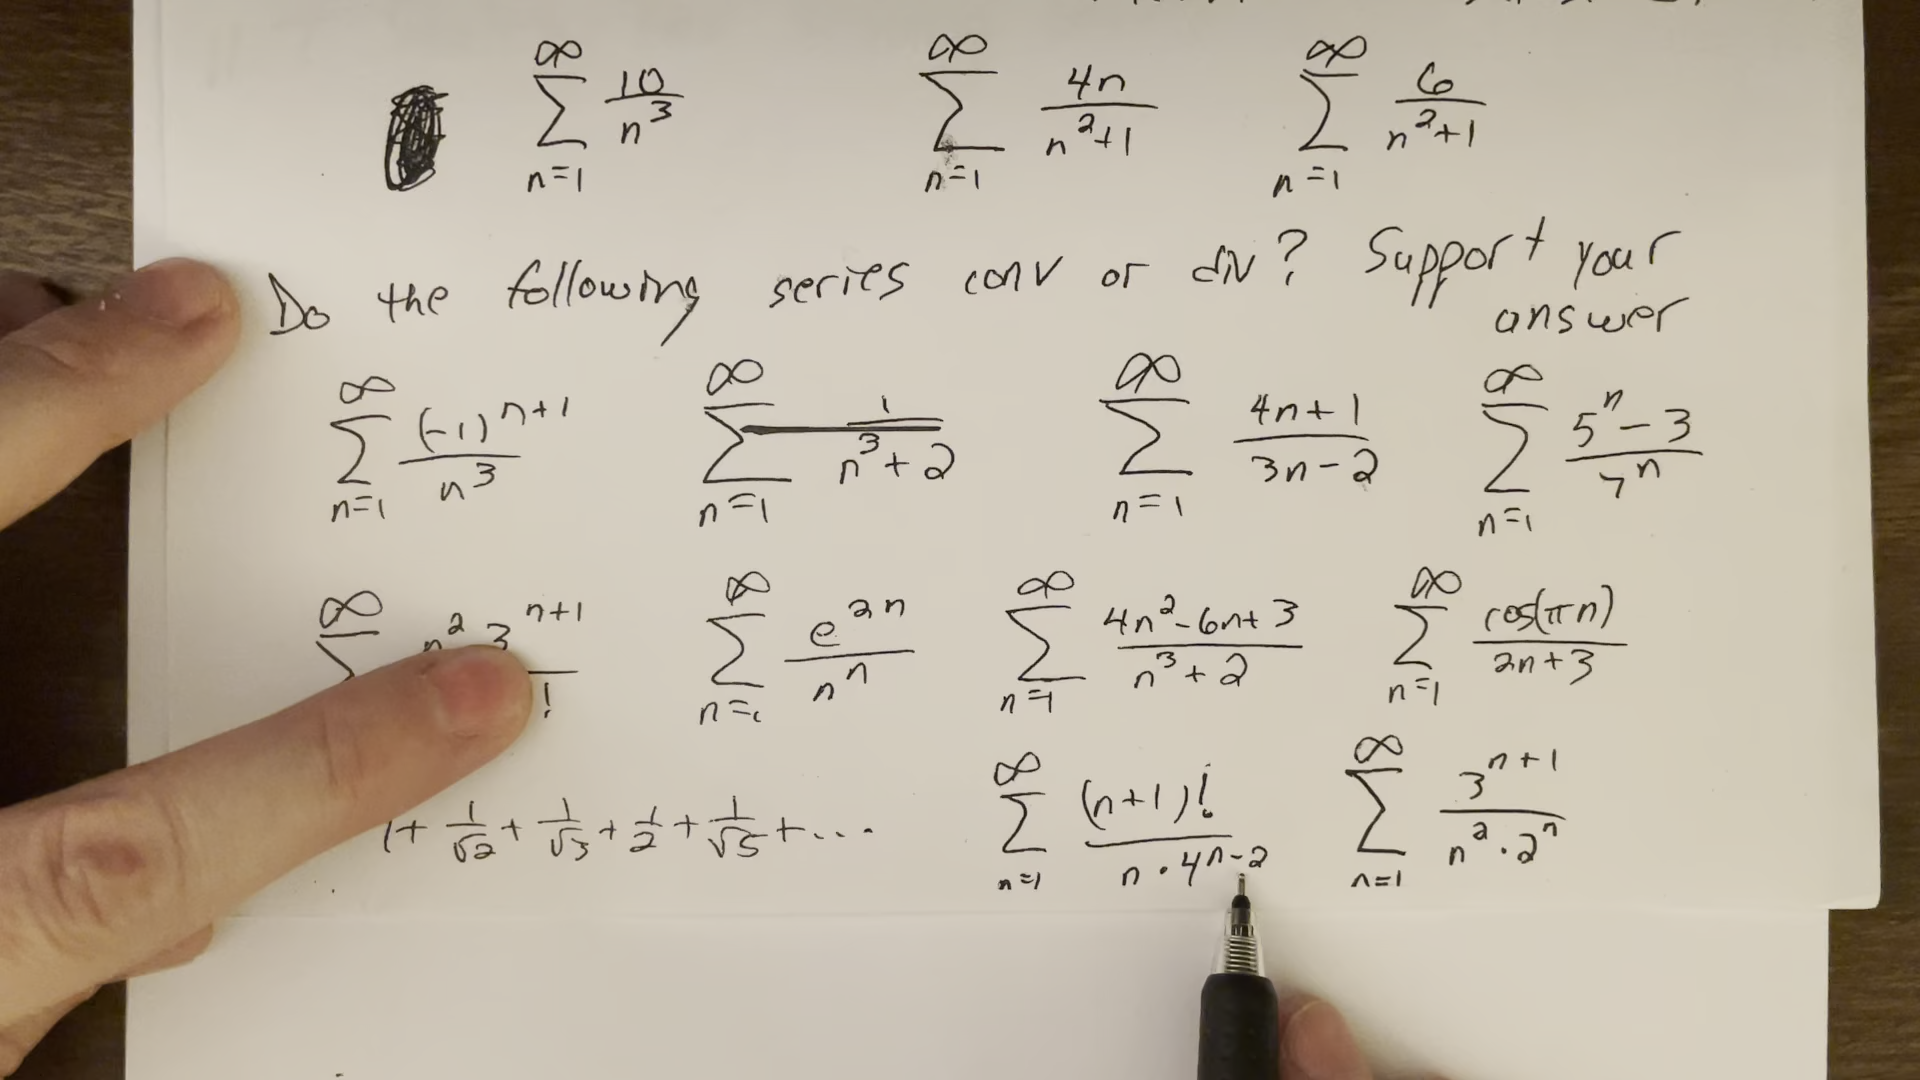 ∞ ∑ n=1 10/n³ ∞ ∑ n=1 4n/(n²+1) ∞ ∑ n=1 6/(n²+1)
Do the following series conv or div? Support your
answer
∞ ∑ n=1 (-1)^(n+1)/n³ ∞ ∑ n=1 1/(n³+2) ∞ ∑ n=1 (4n+1)/(3n-2) ∞ ∑ n=1 (5ⁿ-3)/7ⁿ
∞ ∑ n² 3^(n+1)/! ∞ ∑ n=1 e^(2n)/nⁿ ∞ ∑ n=1 (4n²-6n+3)/(n³+2) ∞ ∑ n=1 cos(πn)/(2n+3)
1 + 1/√2 + 1/√3 + 1/2 + 1/√5 + ... ∞ ∑ n=1 (n+1)!/(n·4^(n-2)) ∞ ∑ n=1 3^(n+1)/(n²·2ⁿ)